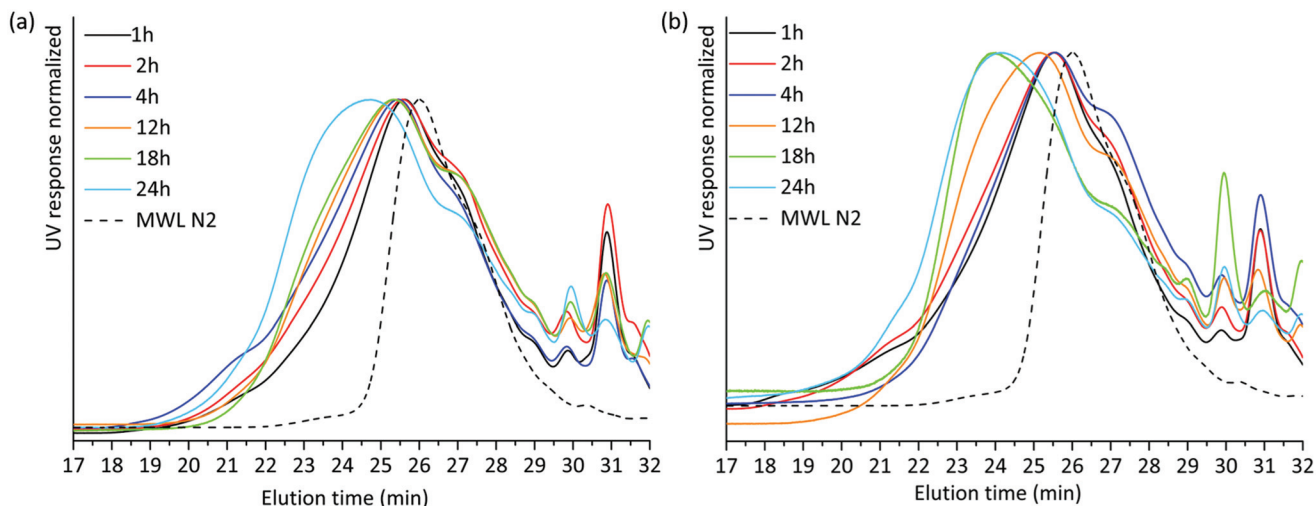 (a)
UV response normalized
1h
2h
4h
12h
18h
24h
MWL N2
17 18 19 20 21 22 23 24 25 26 27 28 29 30 31 32
Elution time (min)
(b)
UV response normalized
1h
2h
4h
12h
18h
24h
MWL N2
17 18 19 20 21 22 23 24 25 26 27 28 29 30 31 32
Elution time (min)